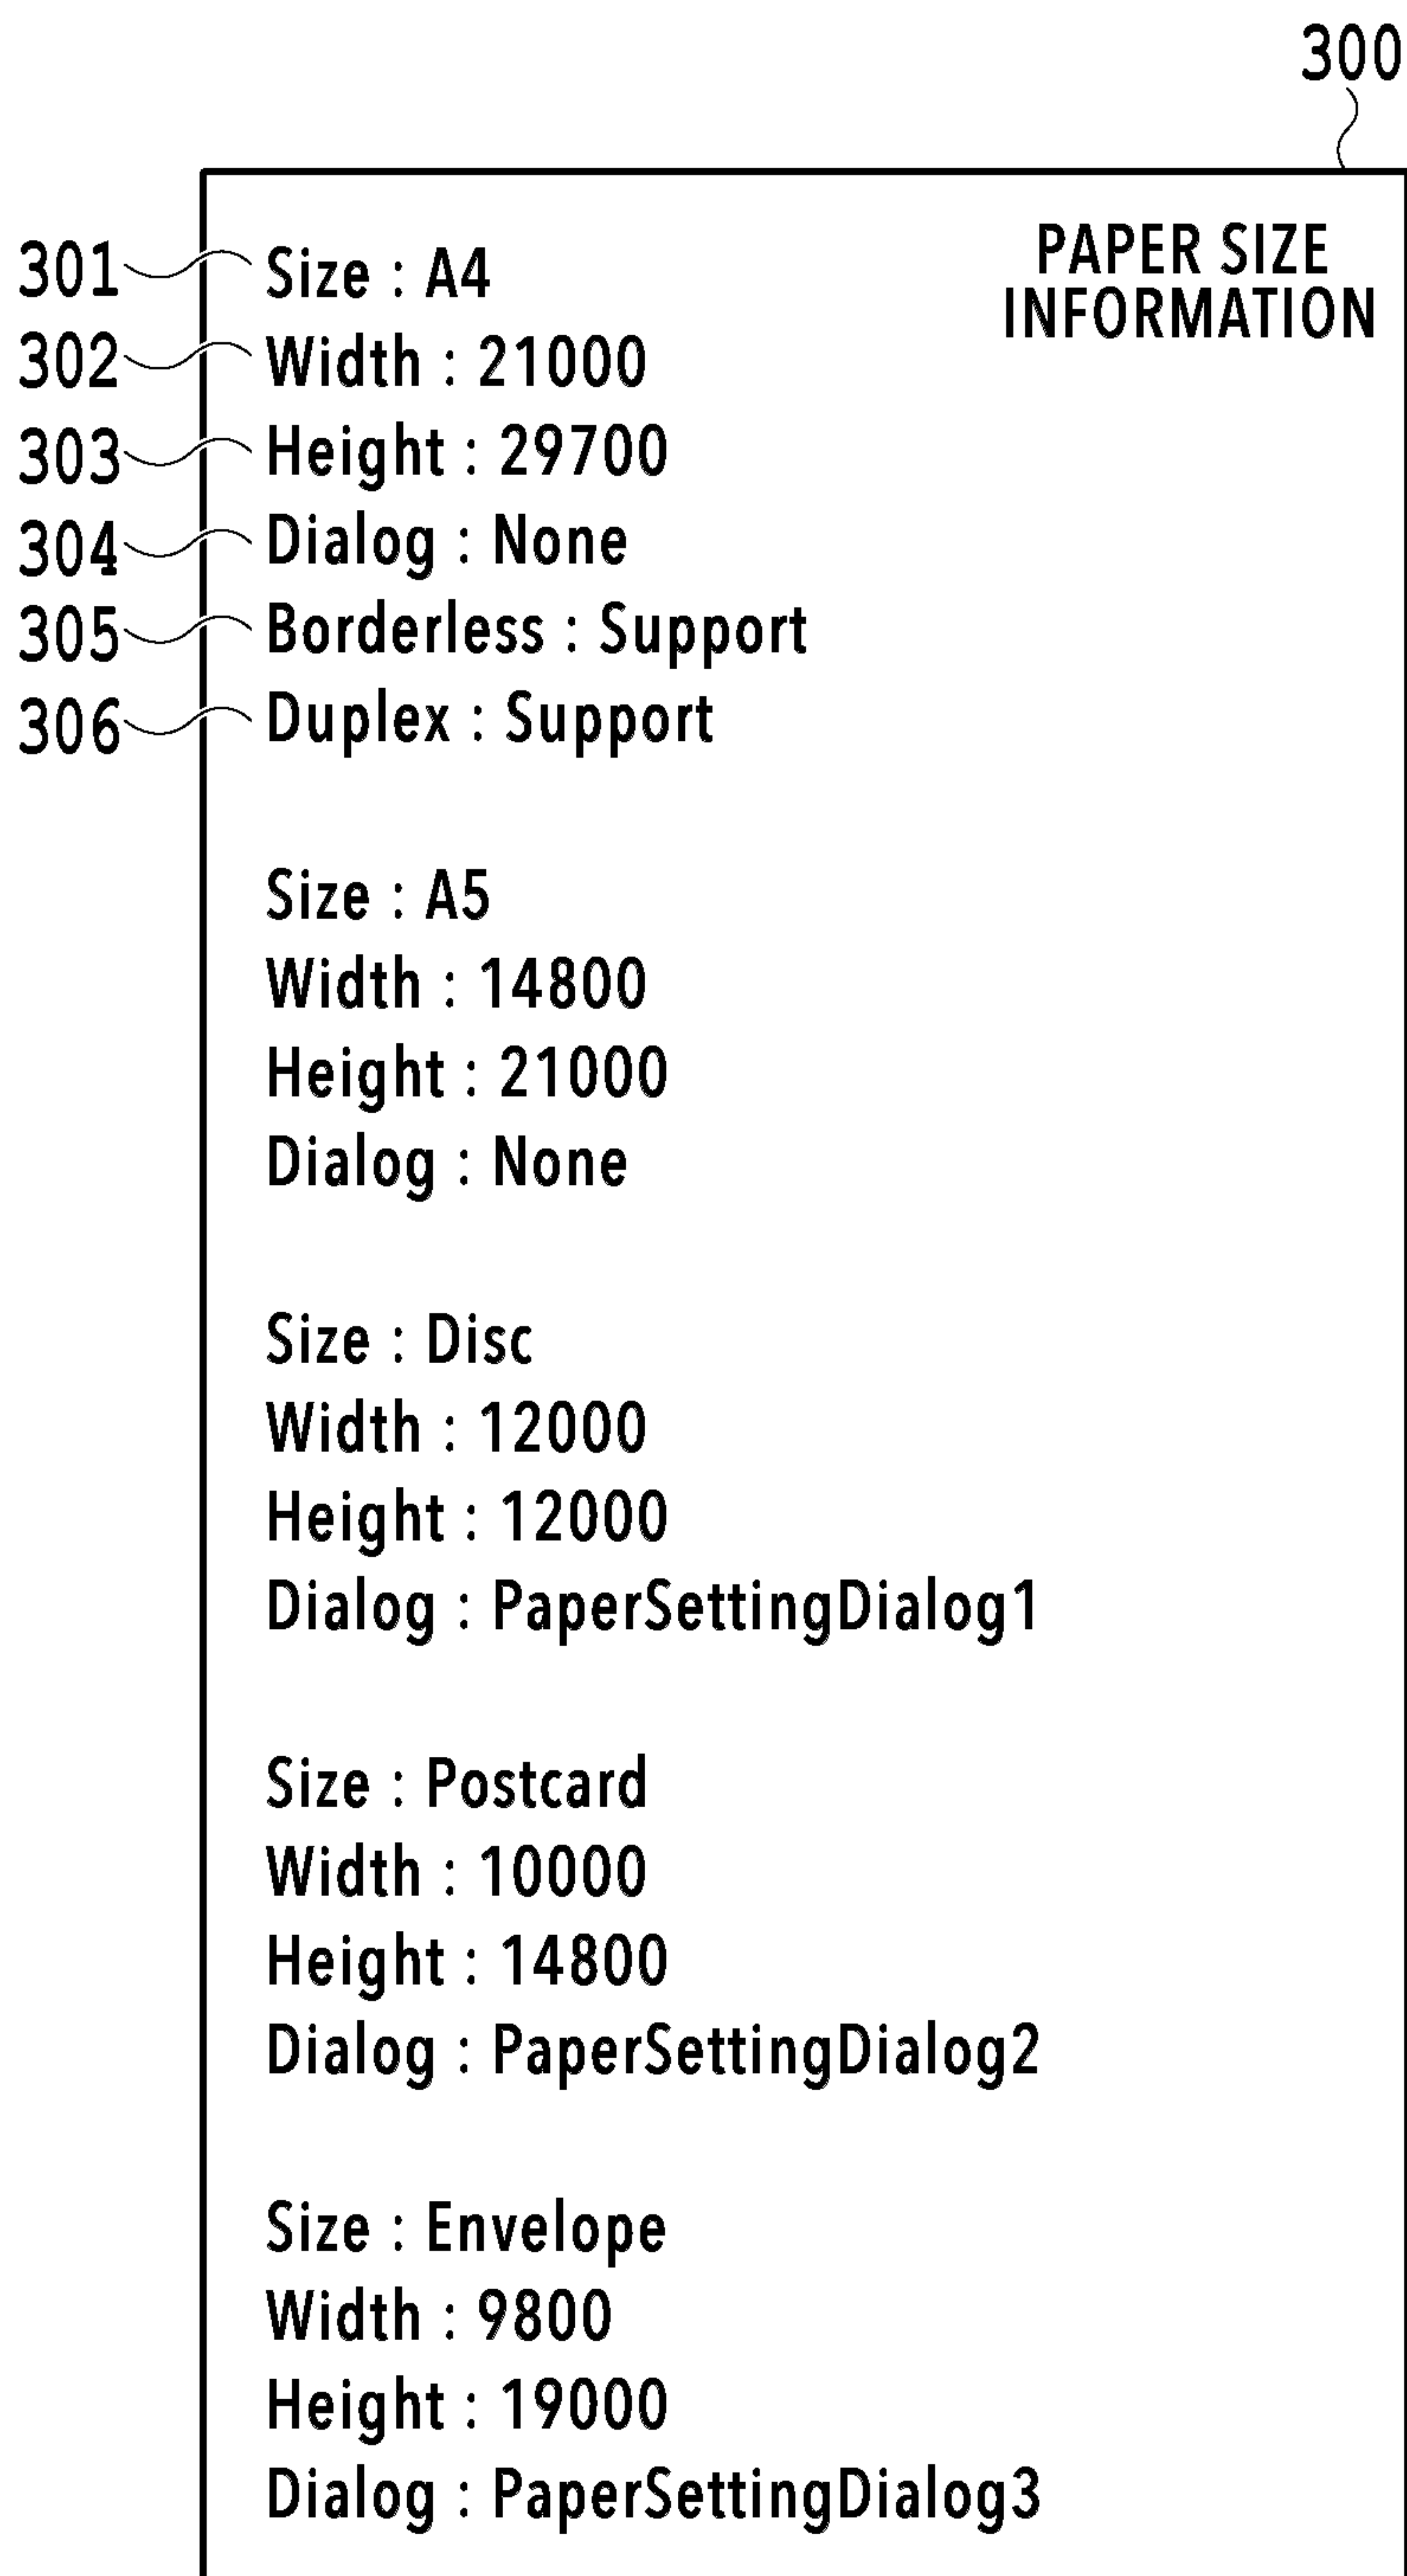 300
PAPER SIZE
INFORMATION
301 Size : A4
302 Width : 21000
303 Height : 29700
304 Dialog : None
305 Borderless : Support
306 Duplex : Support
Size : A5
Width : 14800
Height : 21000
Dialog : None
Size : Disc
Width : 12000
Height : 12000
Dialog : PaperSettingDialog1
Size : Postcard
Width : 10000
Height : 14800
Dialog : PaperSettingDialog2
Size : Envelope
Width : 9800
Height : 19000
Dialog : PaperSettingDialog3